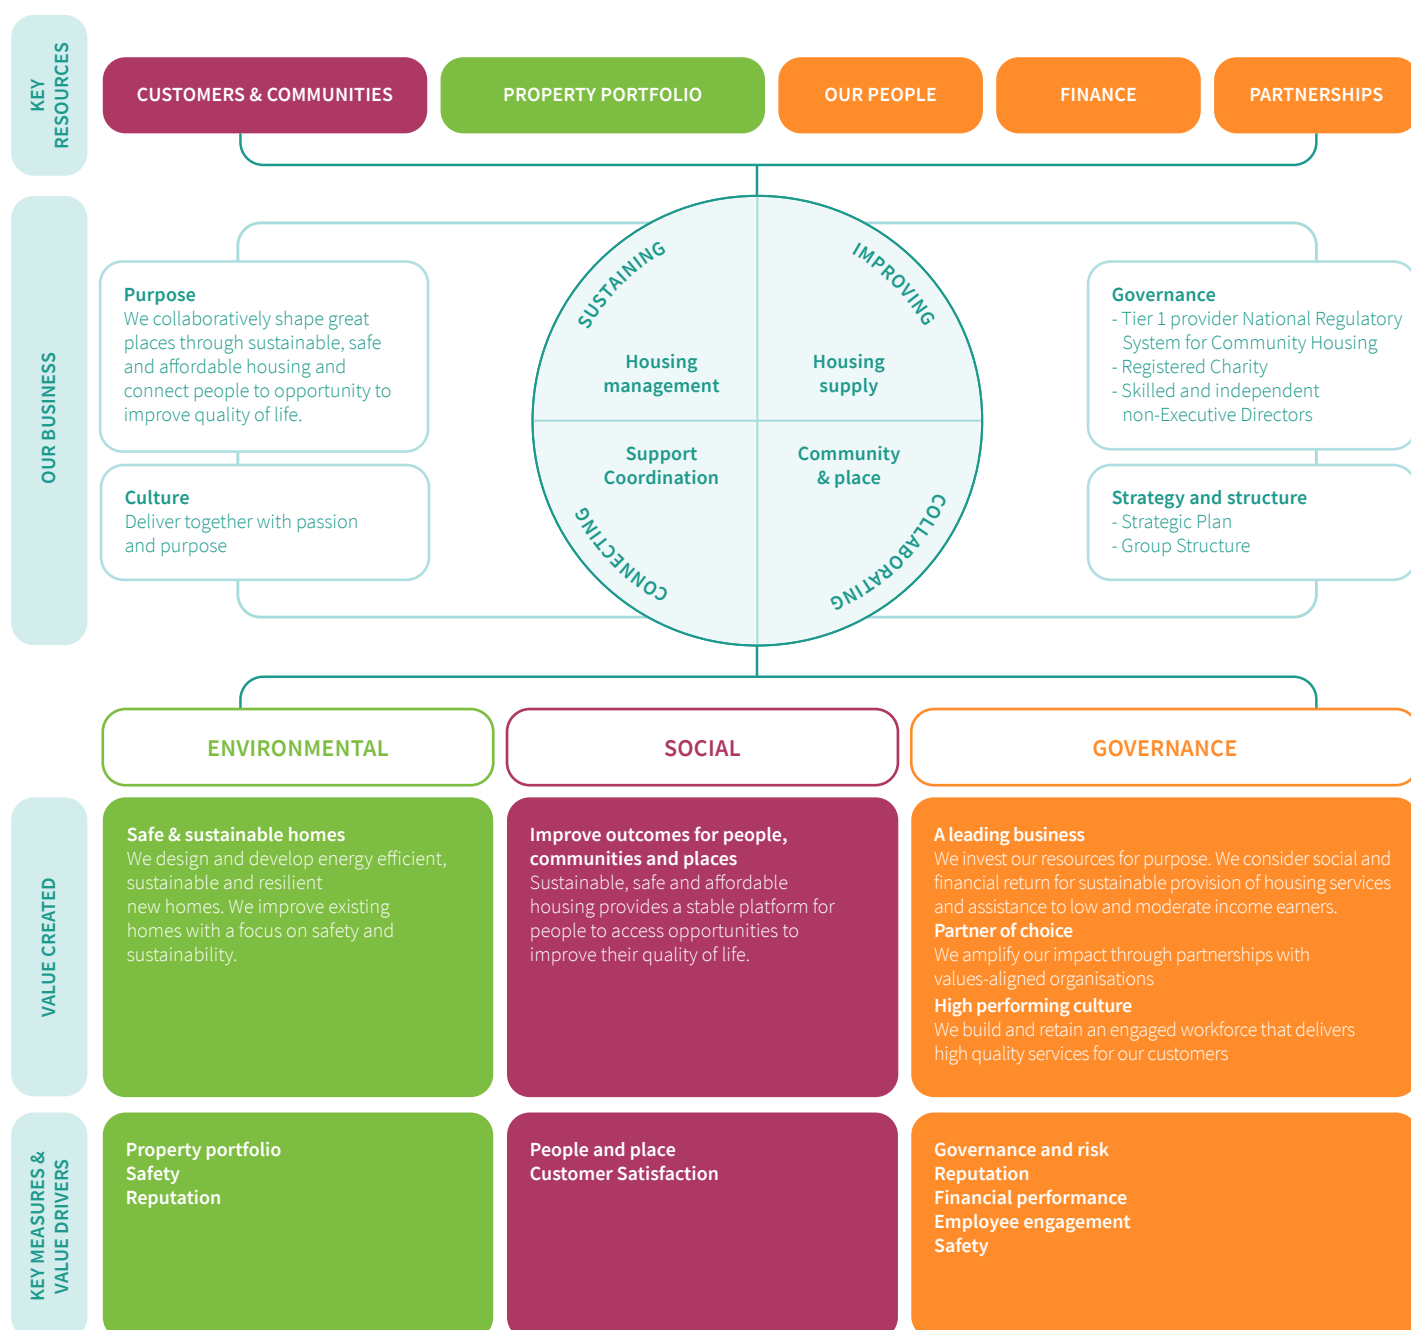 KEY
RESOURCES
CUSTOMERS & COMMUNITIES
PROPERTY PORTFOLIO
OUR PEOPLE
FINANCE
PARTNERSHIPS
OUR BUSINESS
Purpose
We collaboratively shape great
places through sustainable, safe
and affordable housing and
connect people to opportunity to
improve quality of life.
Culture
Deliver together with passion
and purpose
SUSTAINING
Housing
management
IMPROVING
Housing
supply
Support
Coordination
CONNECTING
Community
& place
COLLABORATING
Governance
- Tier 1 provider National Regulatory
System for Community Housing
- Registered Charity
- Skilled and independent
non-Executive Directors
Strategy and structure
- Strategic Plan
- Group Structure
ENVIRONMENTAL
SOCIAL
GOVERNANCE
VALUE CREATED
Safe & sustainable homes
We design and develop energy efficient,
sustainable and resilient
new homes. We improve existing
homes with a focus on safety and
sustainability.
Improve outcomes for people,
communities and places
Sustainable, safe and affordable
housing provides a stable platform for
people to access opportunities to
improve their quality of life.
A leading business
We invest our resources for purpose. We consider social and
financial return for sustainable provision of housing services
and assistance to low and moderate income earners.
Partner of choice
We amplify our impact through partnerships with
values-aligned organisations
High performing culture
We build and retain an engaged workforce that delivers
high quality services for our customers
KEY MEASURES &
VALUE DRIVERS
Property portfolio
Safety
Reputation
People and place
Customer Satisfaction
Governance and risk
Reputation
Financial performance
Employee engagement
Safety